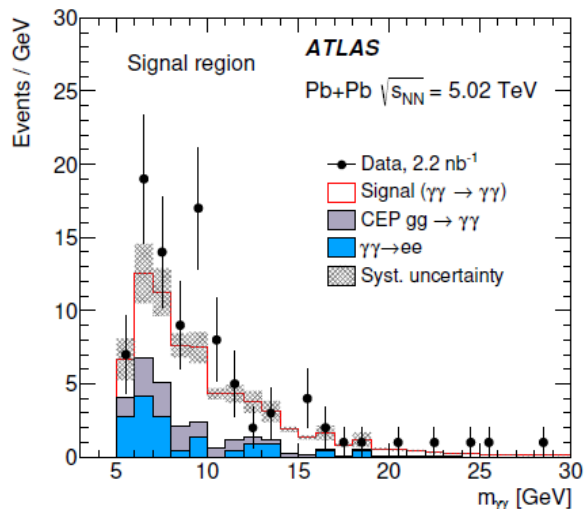 Events / GeV
30
25
20
15
10
5
0
Signal region
ATLAS
Pb+Pb √s_NN = 5.02 TeV
Data, 2.2 nb⁻¹
Signal (γγ → γγ)
CEP gg → γγ
γγ→ee
Syst. uncertainty
5 10 15 20 25 30
m_γγ [GeV]